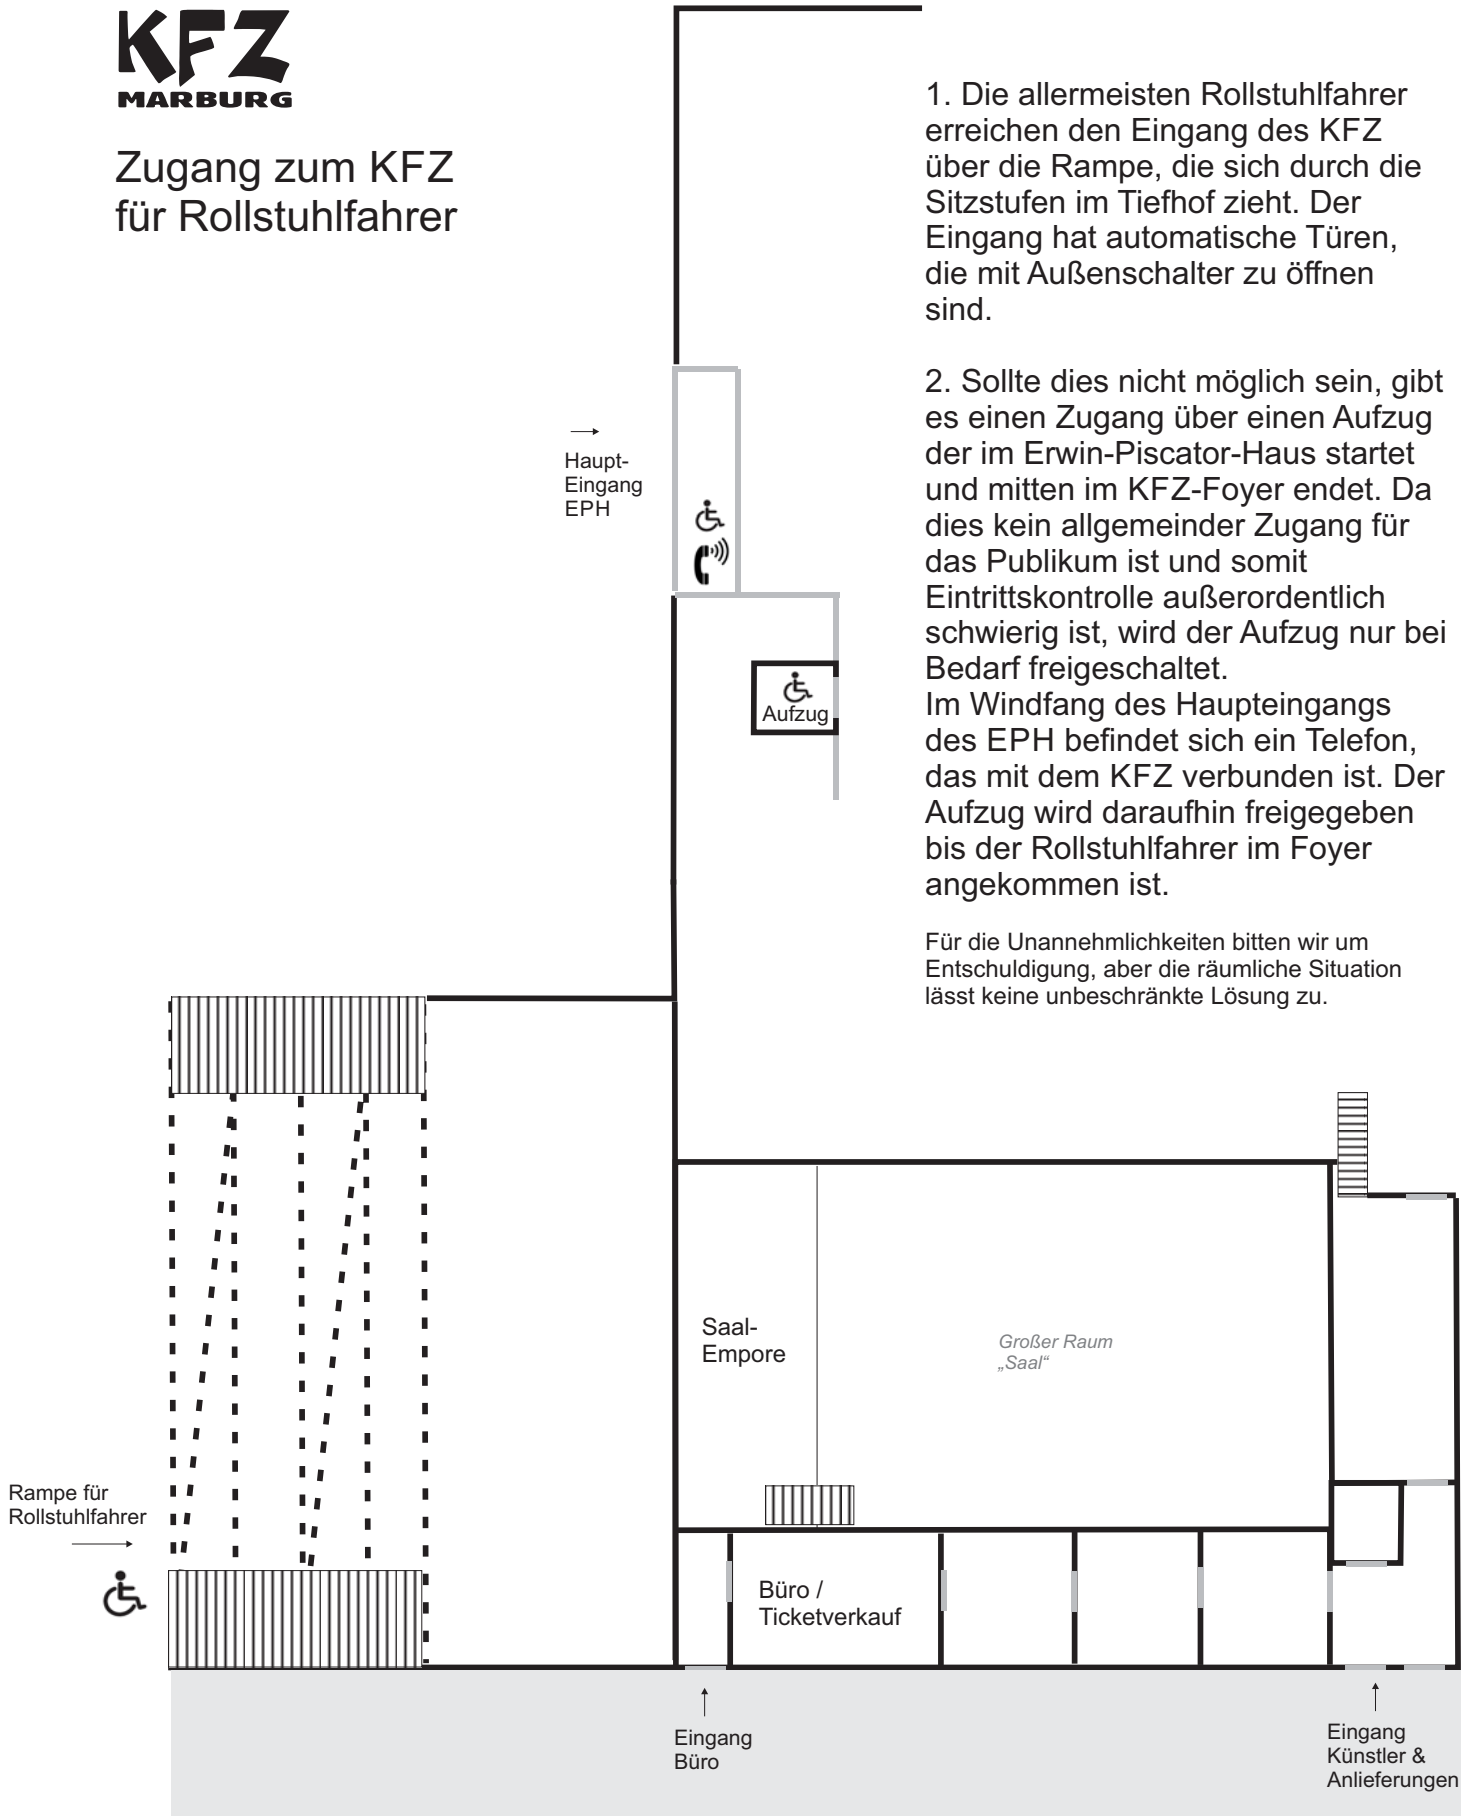 KFZ
MARBURG
Zugang zum KFZ
für Rollstuhlfahrer
1. Die allermeisten Rollstuhlfahrer
erreichen den Eingang des KFZ
über die Rampe, die sich durch die
Sitzstufen im Tiefhof zieht. Der
Eingang hat automatische Türen,
die mit Außenschalter zu öffnen
sind.
2. Sollte dies nicht möglich sein, gibt
es einen Zugang über einen Aufzug
der im Erwin-Piscator-Haus startet
und mitten im KFZ-Foyer endet. Da
dies kein allgemeinder Zugang für
das Publikum ist und somit
Eintrittskontrolle außerordentlich
schwierig ist, wird der Aufzug nur bei
Bedarf freigeschaltet.
Im Windfang des Haupteingangs
des EPH befindet sich ein Telefon,
das mit dem KFZ verbunden ist. Der
Aufzug wird daraufhin freigegeben
bis der Rollstuhlfahrer im Foyer
angekommen ist.
Für die Unannehmlichkeiten bitten wir um
Entschuldigung, aber die räumliche Situation
lässt keine unbeschränkte Lösung zu.
Haupt-
Eingang
EPH
Aufzug
Saal-
Empore
Großer Raum
„Saal“
Rampe für
Rollstuhlfahrer
Büro /
Ticketverkauf
Eingang
Büro
Eingang
Künstler &
Anlieferungen